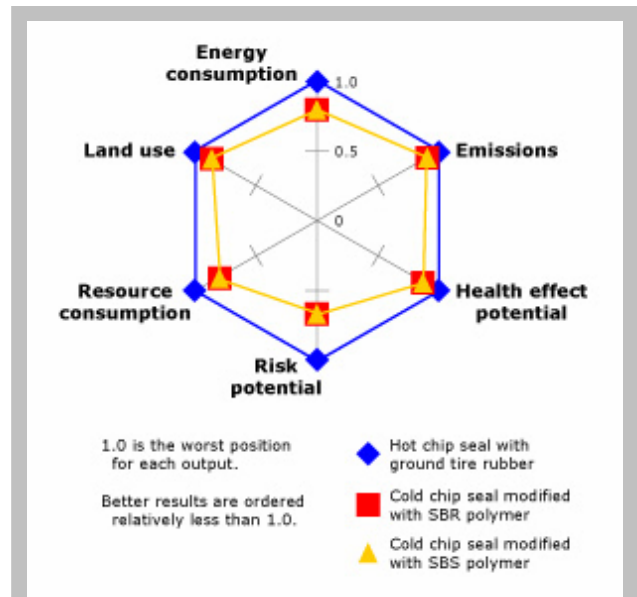 Energy
consumption
1.0
Land use
0.5
Emissions
0
Resource
consumption
Health effect
potential
Risk
potential
1.0 is the worst position
for each output.
Better results are ordered
relatively less than 1.0.
Hot chip seal with
ground tire rubber
Cold chip seal modified
with SBR polymer
Cold chip seal modified
with SBS polymer